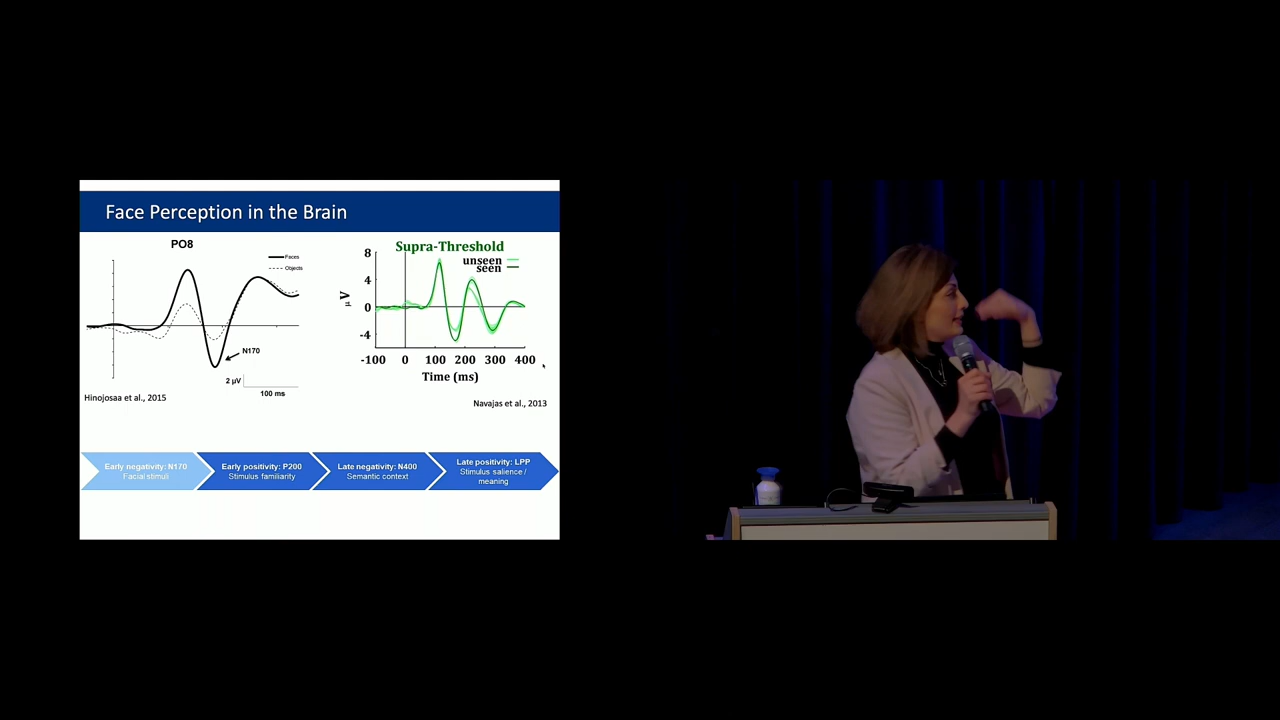 Face Perception in the Brain
PO8
Faces
Objects
N170
2 μV
100 ms
Hinojosaa et al., 2015
Supra-Threshold
unseen
seen
8
4
0
-4
μV
-100 0 100 200 300 400
Time (ms)
Navajas et al., 2013
Early negativity: N170
Facial stimuli
Early positivity: P200
Stimulus familiarity
Late negativity: N400
Semantic context
Late positivity: LPP
Stimulus salience /
meaning